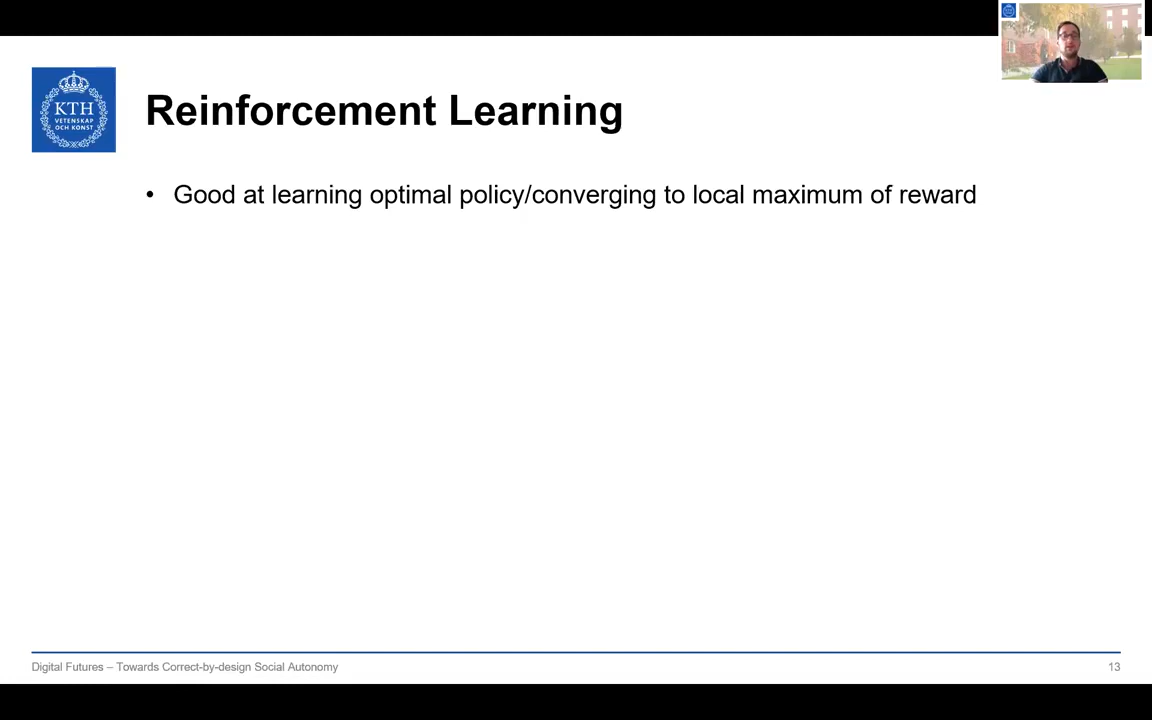 KTH
VETENSKAP
OCH KONST
Reinforcement Learning
• Good at learning optimal policy/converging to local maximum of reward
Digital Futures – Towards Correct-by-design Social Autonomy
13